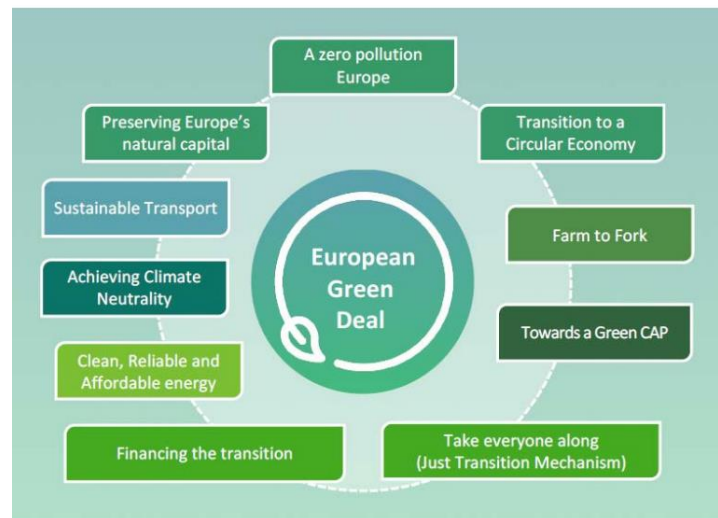 A zero pollution
Europe
Preserving Europe's
natural capital
Transition to a
Circular Economy
Sustainable Transport
Farm to Fork
European
Green
Deal
Achieving Climate
Neutrality
Towards a Green CAP
Clean, Reliable and
Affordable energy
Financing the transition
Take everyone along
(Just Transition Mechanism)